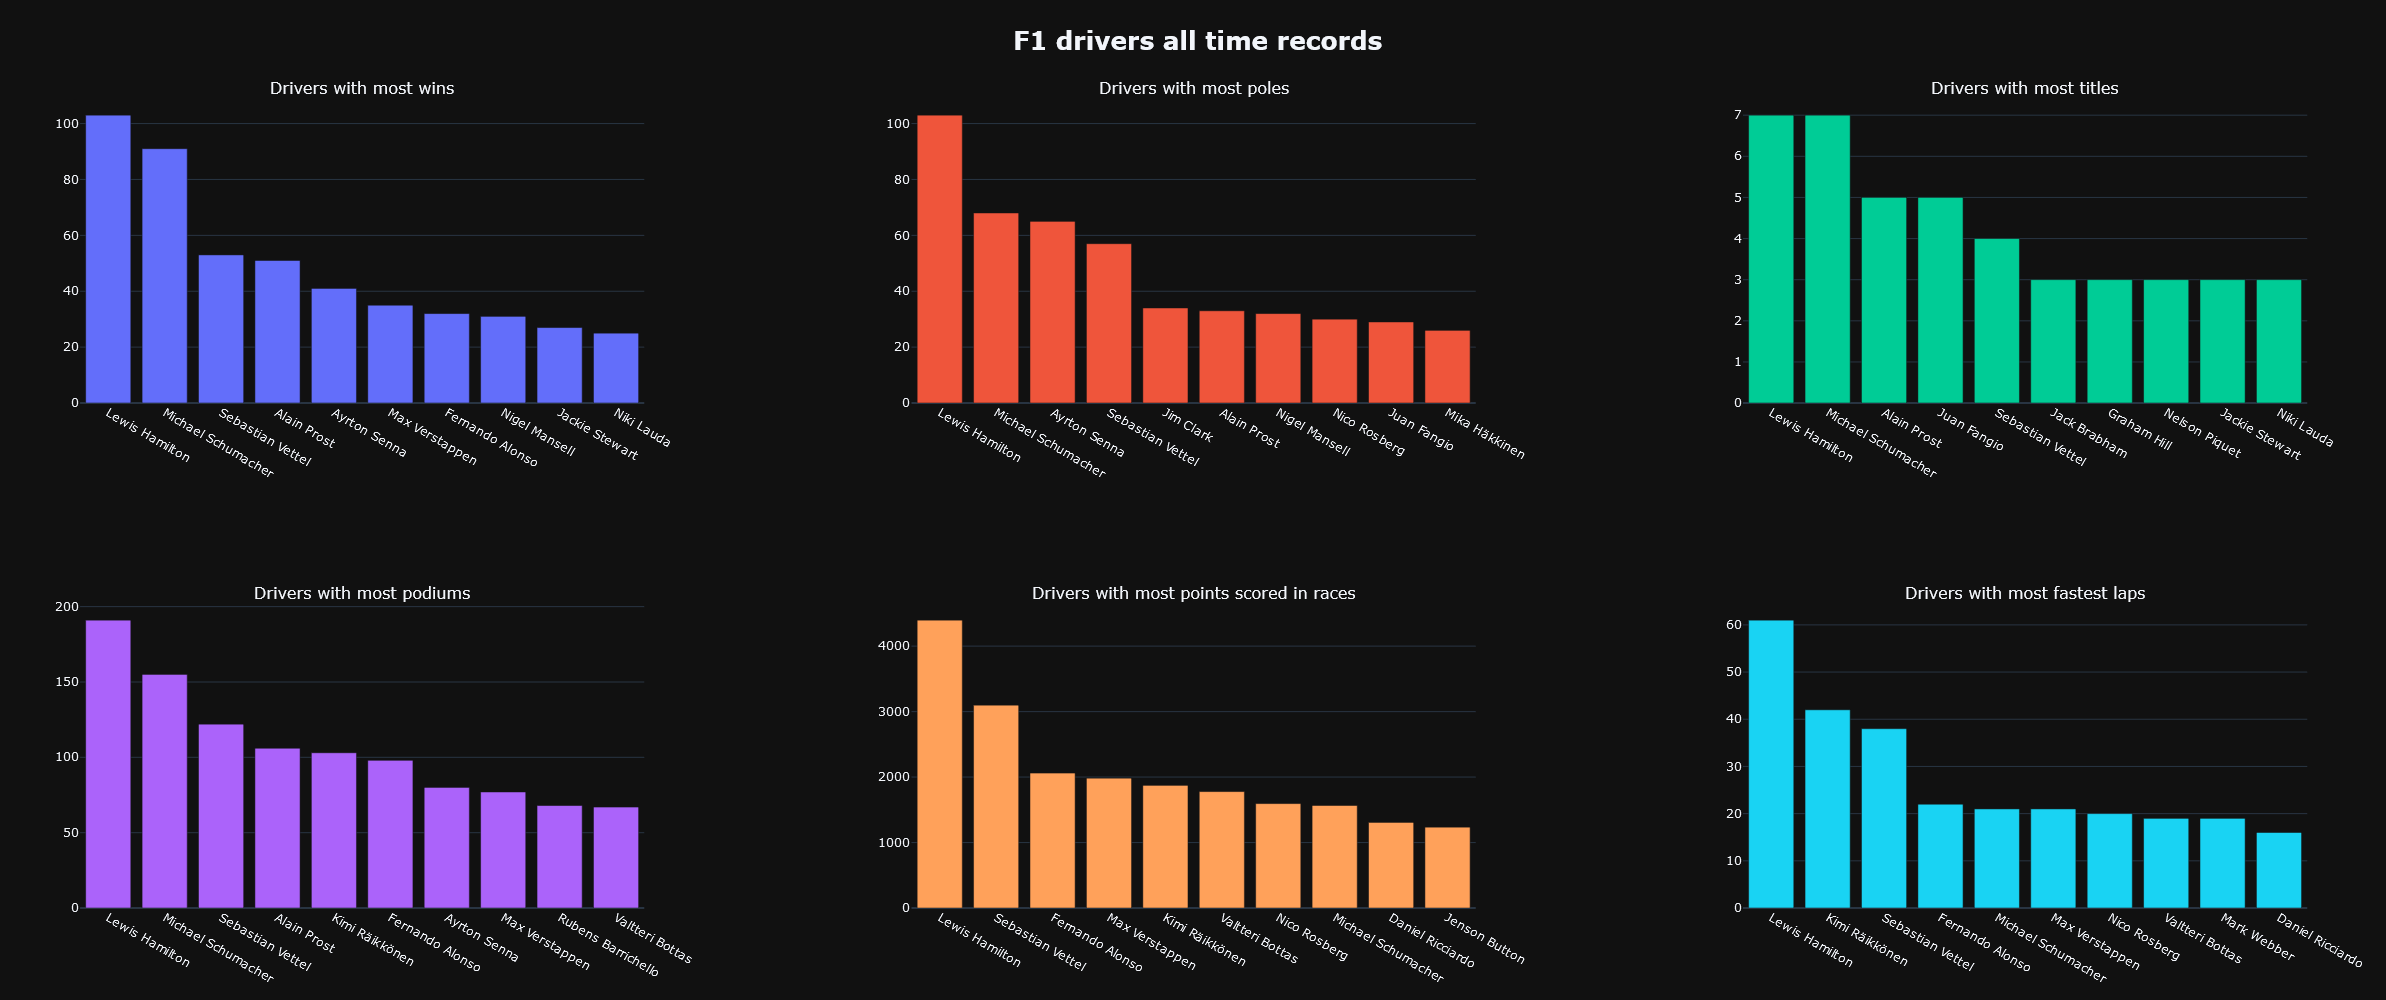 F1 drivers all time records
Drivers with most wins
100
80
60
40
20
0
Lewis Hamilton
Michael Schumacher
Sebastian Vettel
Alain Prost
Ayrton Senna
Max Verstappen
Fernando Alonso
Nigel Mansell
Jackie Stewart
Niki Lauda
Drivers with most poles
100
80
60
40
20
0
Lewis Hamilton
Michael Schumacher
Ayrton Senna
Sebastian Vettel
Jim Clark
Alain Prost
Nigel Mansell
Nico Rosberg
Juan Fangio
Mika Häkkinen
Drivers with most titles
7
6
5
4
3
2
1
0
Lewis Hamilton
Michael Schumacher
Alain Prost
Juan Fangio
Sebastian Vettel
Jack Brabham
Graham Hill
Nelson Piquet
Jackie Stewart
Niki Lauda
Drivers with most podiums
200
150
100
50
0
Lewis Hamilton
Michael Schumacher
Sebastian Vettel
Alain Prost
Kimi Räikkönen
Fernando Alonso
Ayrton Senna
Max Verstappen
Rubens Barrichello
Valtteri Bottas
Drivers with most points scored in races
4000
3000
2000
1000
0
Lewis Hamilton
Sebastian Vettel
Fernando Alonso
Max Verstappen
Kimi Räikkönen
Valtteri Bottas
Nico Rosberg
Michael Schumacher
Daniel Ricciardo
Jenson Button
Drivers with most fastest laps
60
50
40
30
20
10
0
Lewis Hamilton
Kimi Räikkönen
Sebastian Vettel
Fernando Alonso
Michael Schumacher
Max Verstappen
Nico Rosberg
Valtteri Bottas
Mark Webber
Daniel Ricciardo